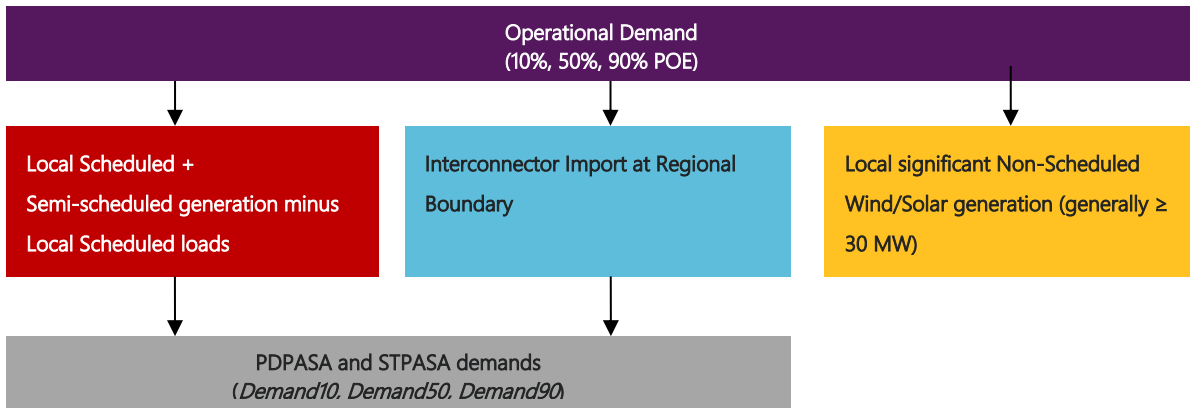 Operational Demand
(10%, 50%, 90% POE)
Local Scheduled +
Semi-scheduled generation minus
Local Scheduled loads
Interconnector Import at Regional
Boundary
Local significant Non-Scheduled
Wind/Solar generation (generally ≥
30 MW)
PDPASA and STPASA demands
(Demand10, Demand50, Demand90)